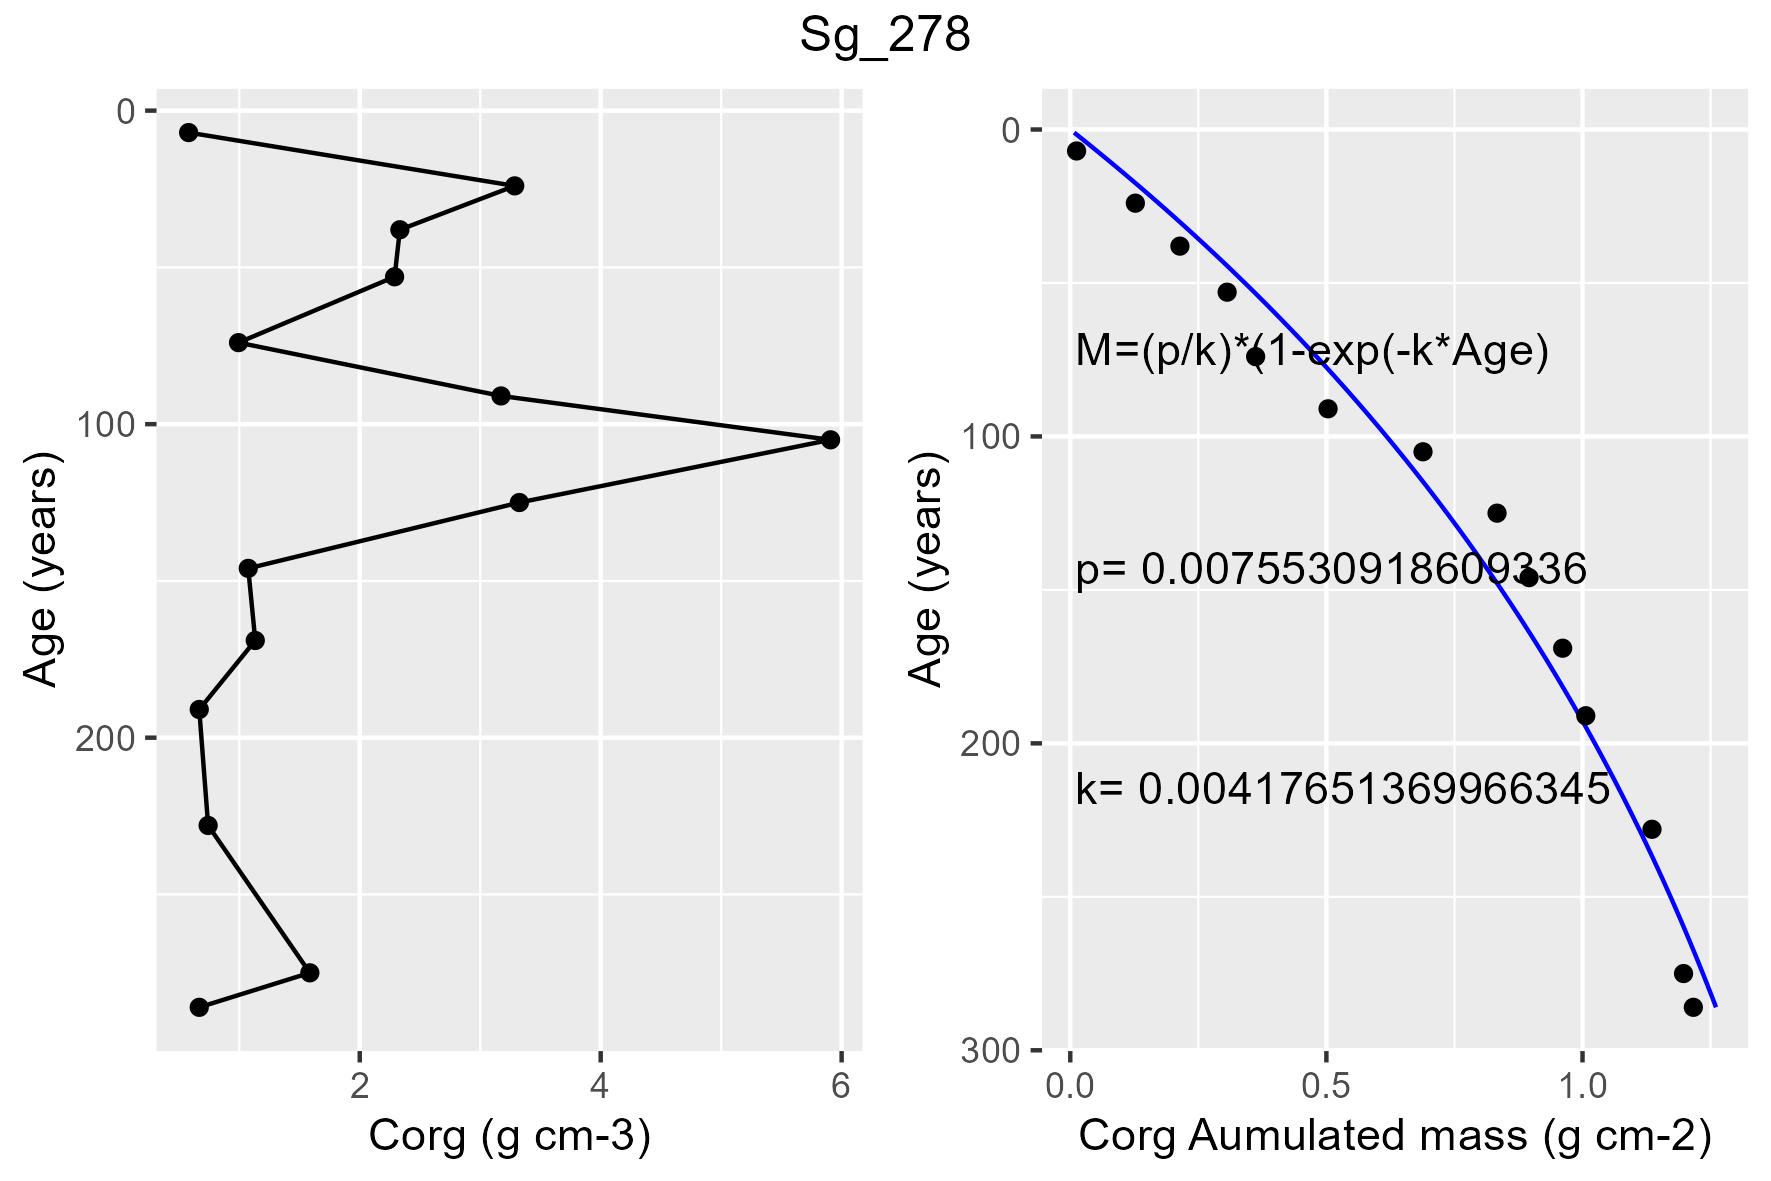 Sg_278
0
100
200
Age (years)
2
4
6
Corg (g cm-3)
0
100
200
300
Age (years)
M=(p/k)*(1-exp(-k*Age)
p= 0.0075530918609336
k= 0.00417651369966345
0.0
0.5
1.0
Corg Aumulated mass (g cm-2)